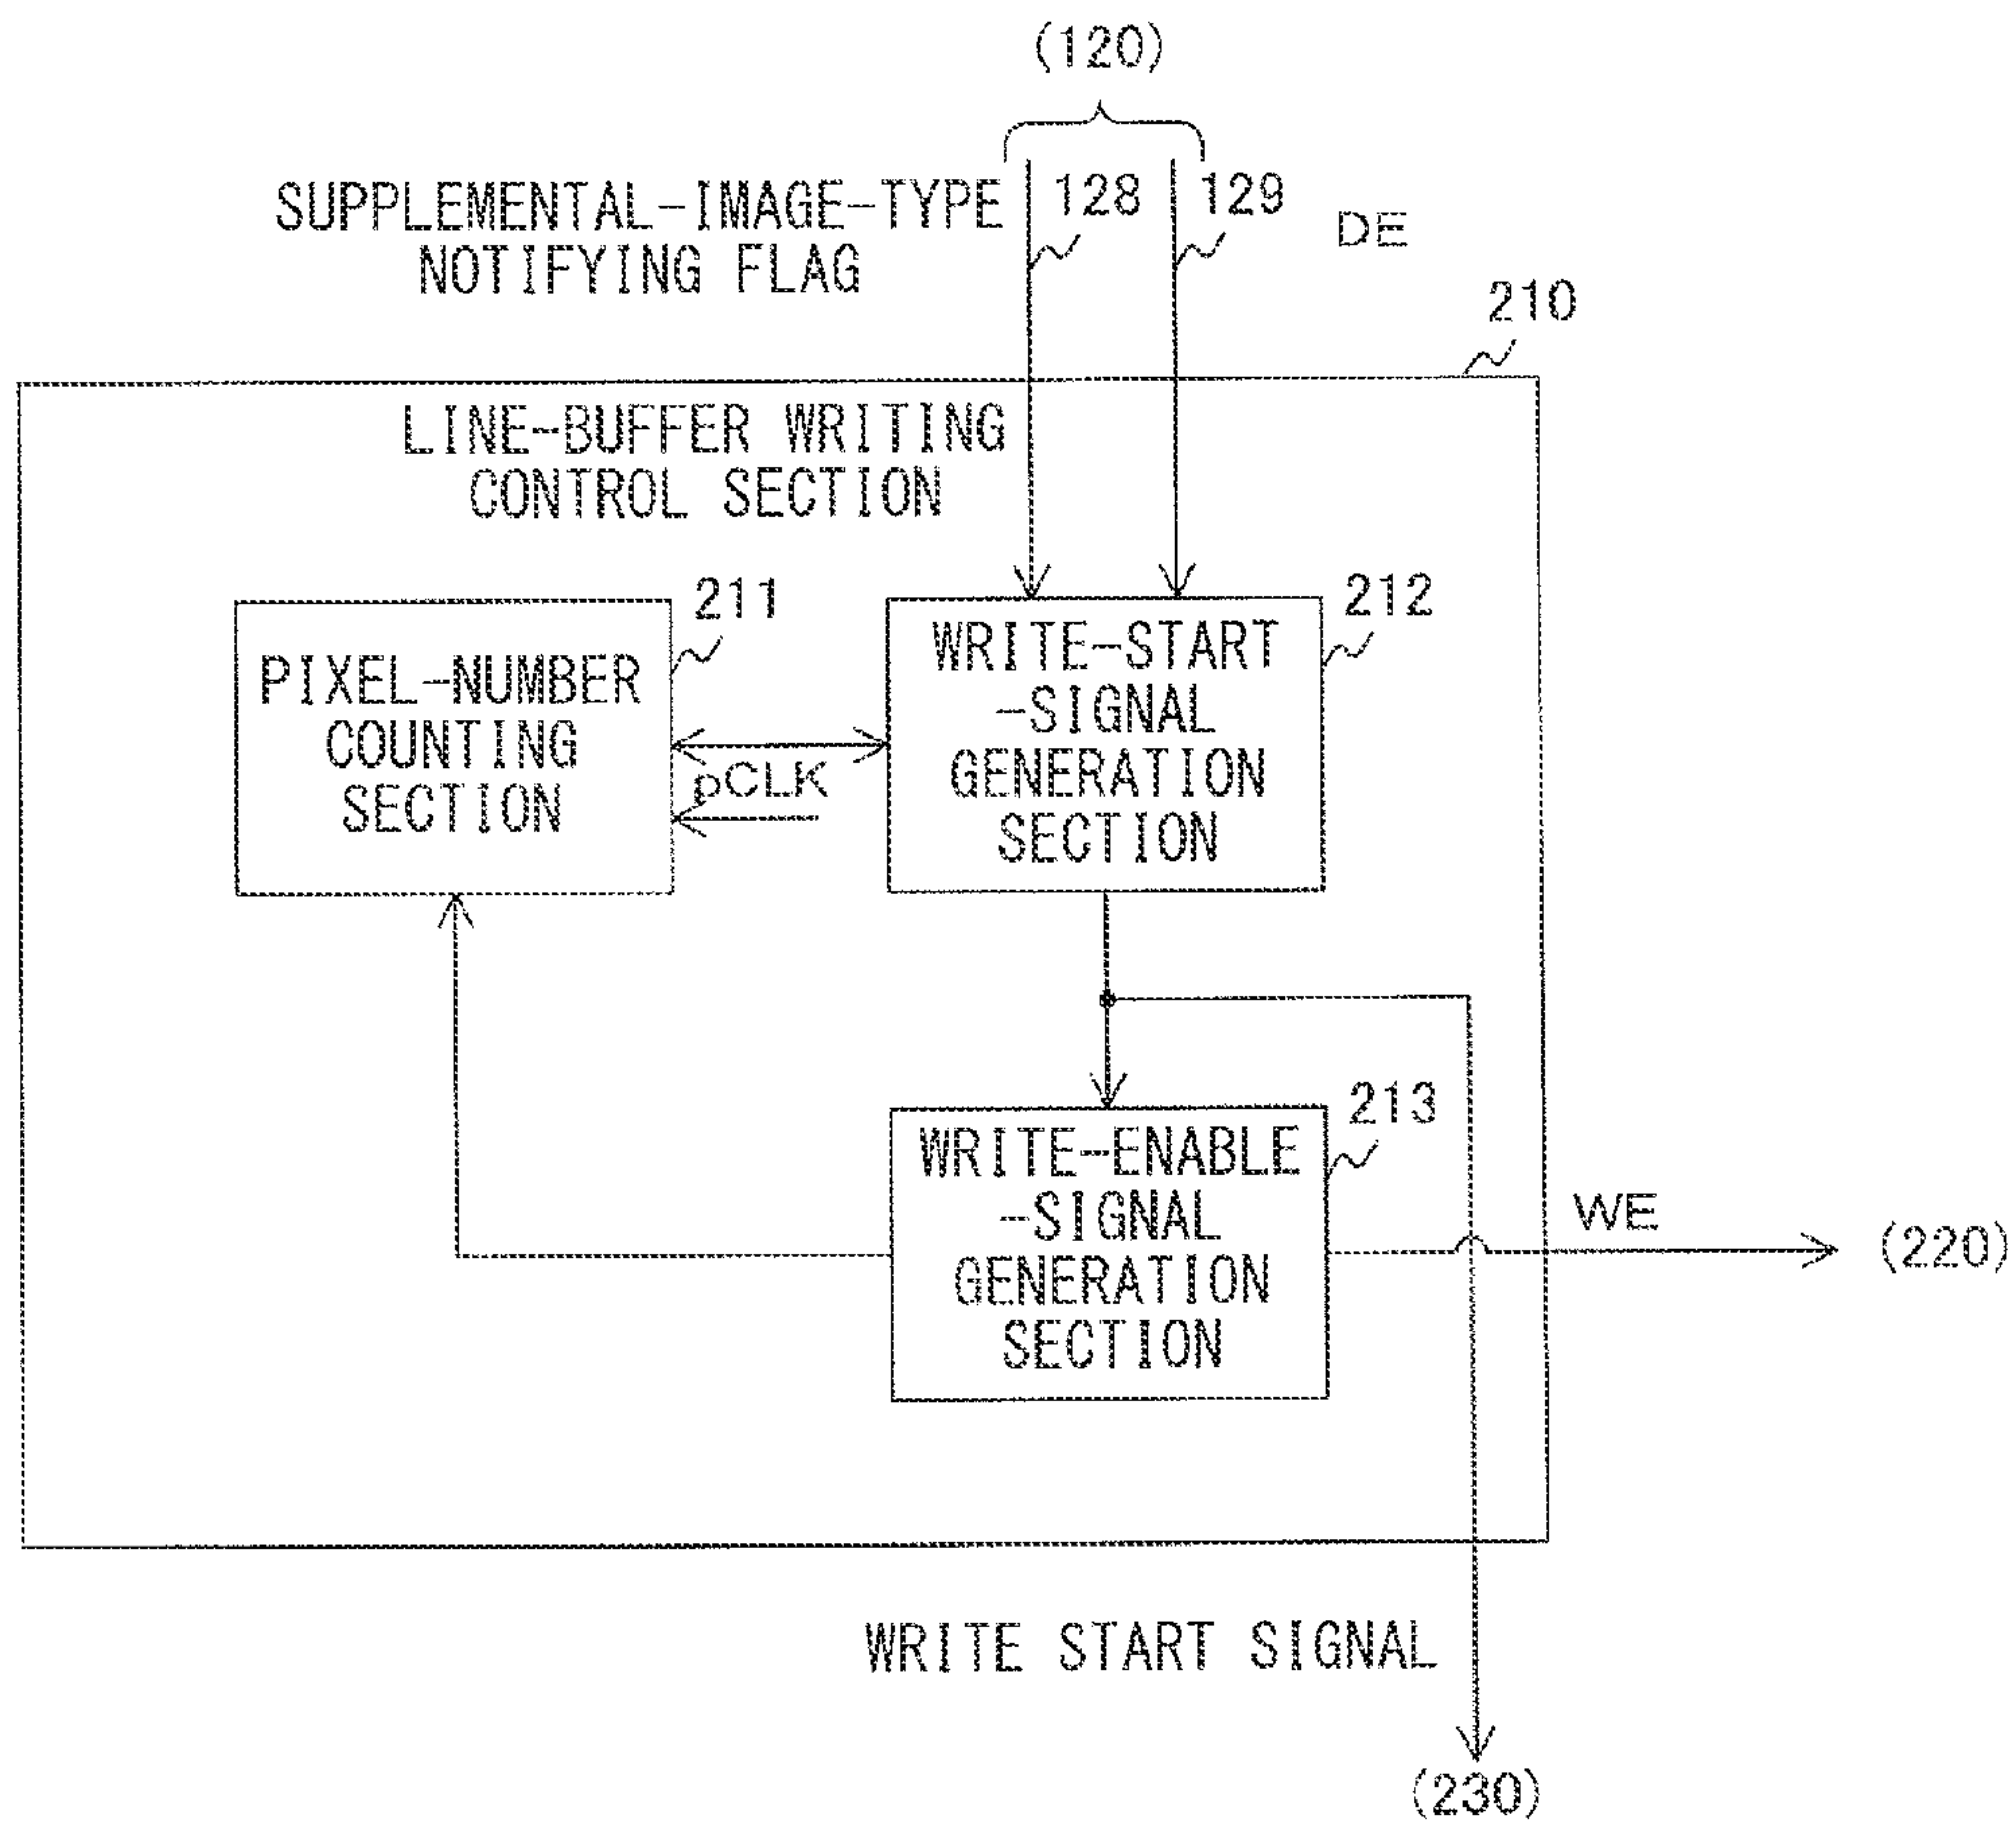 (120)
SUPPLEMENTAL-IMAGE-TYPE
NOTIFYING FLAG
128
129
DE
210
LINE-BUFFER WRITING
CONTROL SECTION
211
PIXEL-NUMBER
COUNTING
SECTION
pCLK
212
WRITE-START
-SIGNAL
GENERATION
SECTION
213
WRITE-ENABLE
-SIGNAL
GENERATION
SECTION
WE
(220)
WRITE START SIGNAL
(230)